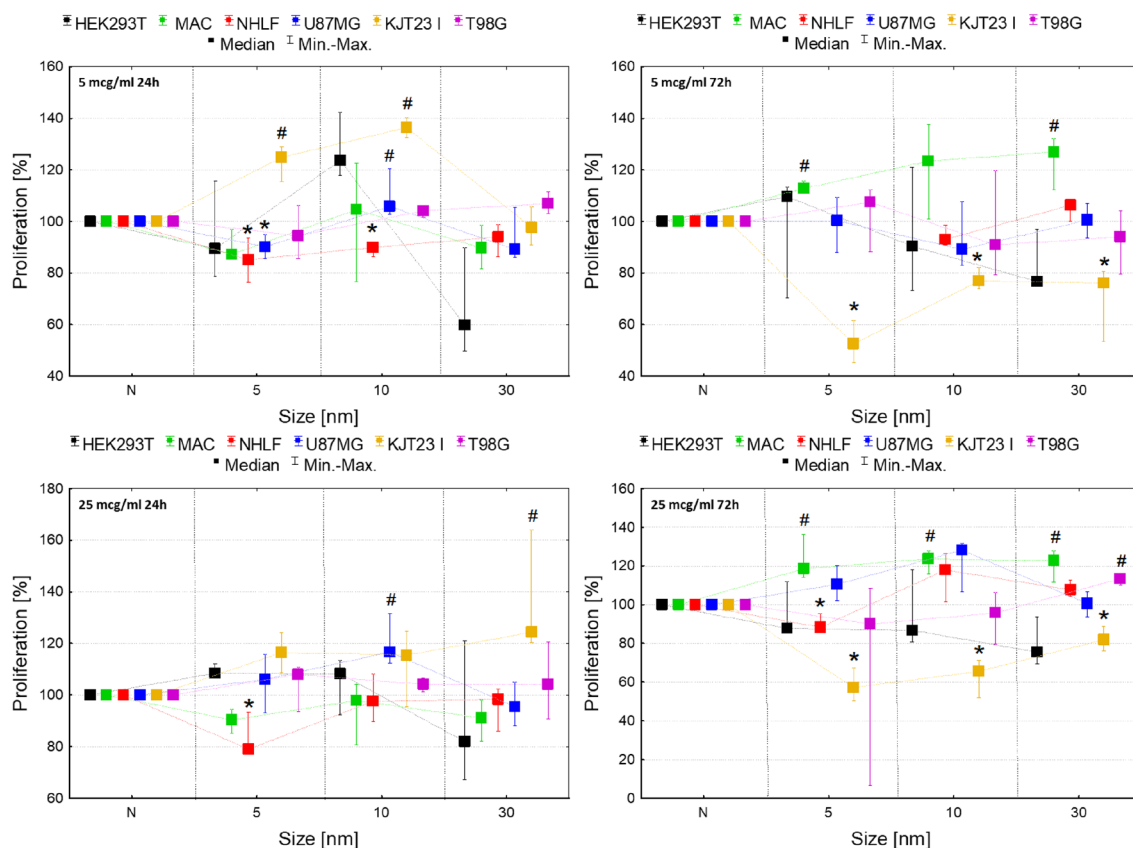 HEK293T MAC NHLF U87MG KJT23 I T98G
Median Min.-Max.
5 mcg/ml 24h
Proliferation [%]
160
140
120
100
80
60
40
# # #
* * *
N 5 10 30
Size [nm]
HEK293T MAC NHLF U87MG KJT23 I T98G
Median Min.-Max.
5 mcg/ml 72h
Proliferation [%]
160
140
120
100
80
60
40
# #
* * *
N 5 10 30
Size [nm]
HEK293T MAC NHLF U87MG KJT23 I T98G
Median Min.-Max.
25 mcg/ml 24h
Proliferation [%]
180
160
140
120
100
80
60
# #
*
N 5 10 30
Size [nm]
HEK293T MAC NHLF U87MG KJT23 I T98G
Median Min.-Max.
25 mcg/ml 72h
Proliferation [%]
160
140
120
100
80
60
40
20
0
# # # #
* * * *
N 5 10 30
Size [nm]